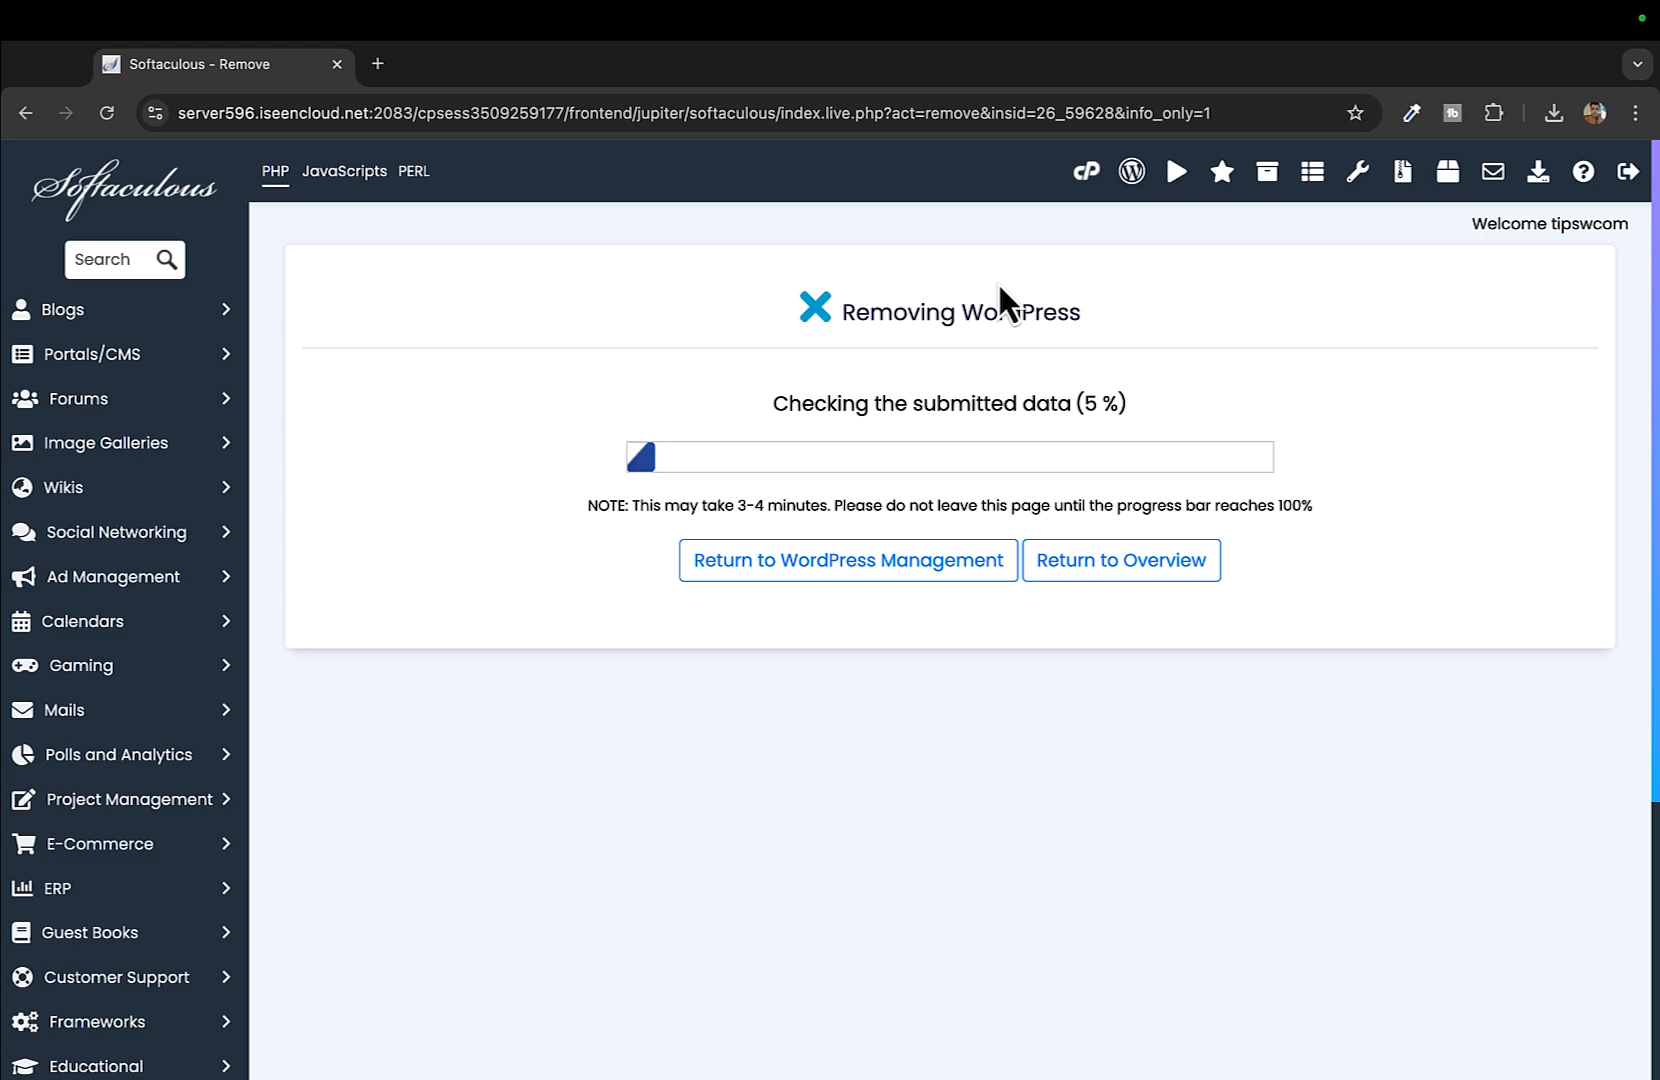 Softaculous - Remove
server596.iseencloud.net:2083/cpsess3509259177/frontend/jupiter/softaculous/index.live.php?act=remove&insid=26_59628&info_only=1
Softaculous
PHP JavaScripts PERL
Welcome tipswcom
Search
Blogs
Portals/CMS
Forums
Image Galleries
Wikis
Social Networking
Ad Management
Calendars
Gaming
Mails
Polls and Analytics
Project Management
E-Commerce
ERP
Guest Books
Customer Support
Frameworks
Educational
Removing WordPress
Checking the submitted data (5 %)
NOTE: This may take 3-4 minutes. Please do not leave this page until the progress bar reaches 100%
Return to WordPress Management
Return to Overview